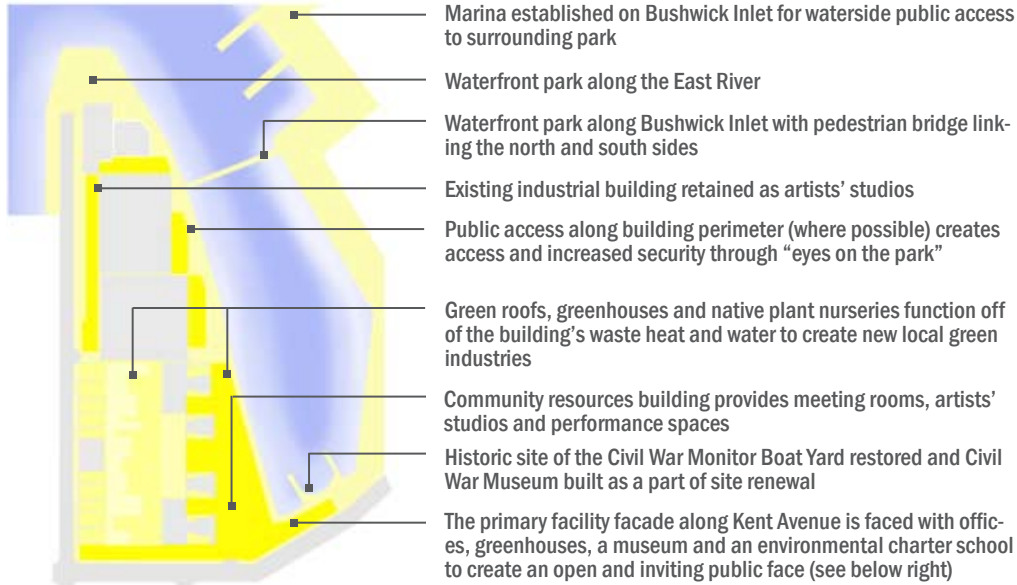 Marina established on Bushwick Inlet for waterside public access
to surrounding park
Waterfront park along the East River
Waterfront park along Bushwick Inlet with pedestrian bridge link-
ing the north and south sides
Existing industrial building retained as artists' studios
Public access along building perimeter (where possible) creates
access and increased security through “eyes on the park”
Green roofs, greenhouses and native plant nurseries function off
of the building's waste heat and water to create new local green
industries
Community resources building provides meeting rooms, artists'
studios and performance spaces
Historic site of the Civil War Monitor Boat Yard restored and Civil
War Museum built as a part of site renewal
The primary facility facade along Kent Avenue is faced with offic-
es, greenhouses, a museum and an environmental charter school
to create an open and inviting public face (see below right)